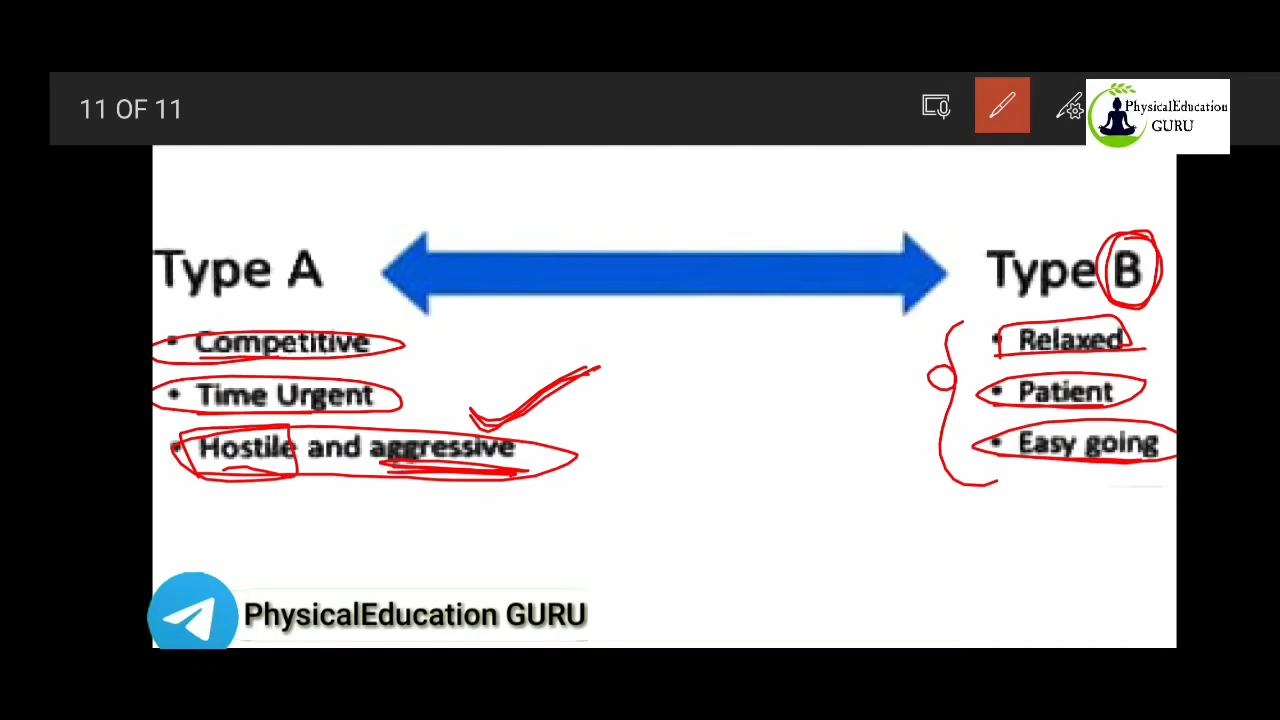 11 OF 11
PhysicalEducation
GURU
Type A
Type B
• Competitive
• Time Urgent
• Hostile and aggressive
• Relaxed
• Patient
• Easy going
PhysicalEducation GURU